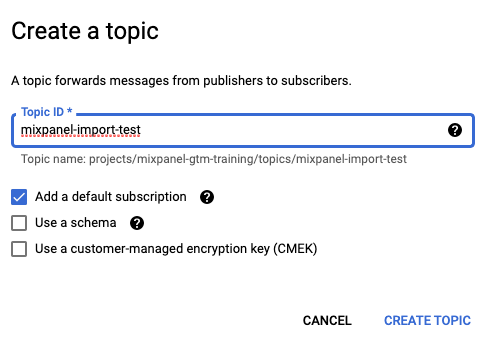 Create a topic
A topic forwards messages from publishers to subscribers.
Topic ID *
mixpanel-import-test
Topic name: projects/mixpanel-gtm-training/topics/mixpanel-import-test
Add a default subscription
Use a schema
Use a customer-managed encryption key (CMEK)
CANCEL CREATE TOPIC